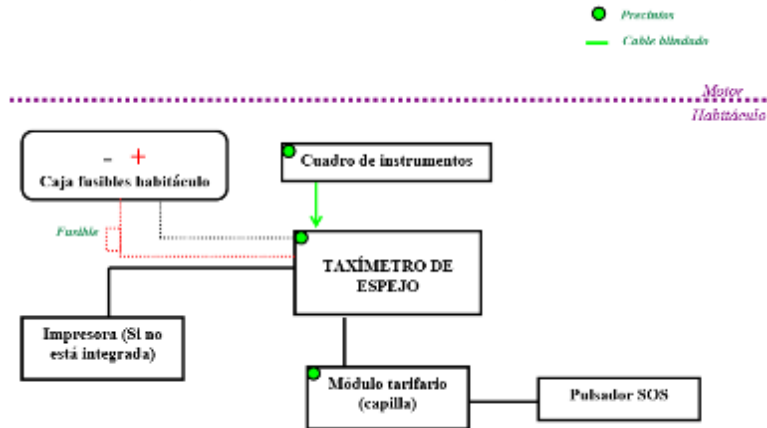 Precintos
Cable blindado
Motor
Habitáculo
- +
Caja fusibles habitáculo
Cuadro de instrumentos
Fusible
TAXÍMETRO DE
ESPEJO
Impresora (Si no
está integrada)
Módulo tarifario
(capilla)
Pulsador SOS